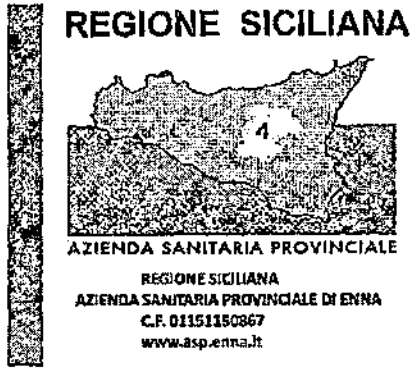 REGIONE SICILIANA
4
AZIENDA SANITARIA PROVINCIALE
REGIONE SICILIANA
AZIENDA SANITARIA PROVINCIALE DI ENNA
C.F. 01151150867
www.asp.enna.it